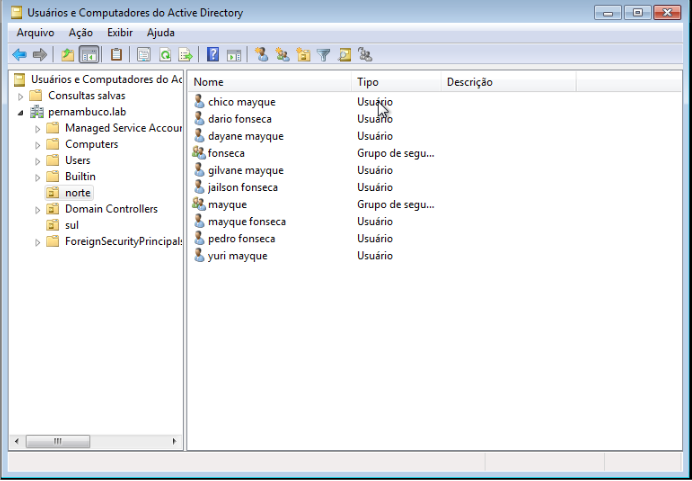 Usuários e Computadores do Active Directory
Arquivo Ação Exibir Ajuda
Usuários e Computadores do Ac
Consultas salvas
pernambuco.lab
Managed Service Accour
Computers
Users
Builtin
norte
Domain Controllers
sul
ForeignSecurityPrincipals
Nome Tipo Descrição
chico mayque Usuário
dario fonseca Usuário
dayane mayque Usuário
fonseca Grupo de segu...
gilvane mayque Usuário
jailson fonseca Usuário
mayque Grupo de segu...
mayque fonseca Usuário
pedro fonseca Usuário
yuri mayque Usuário